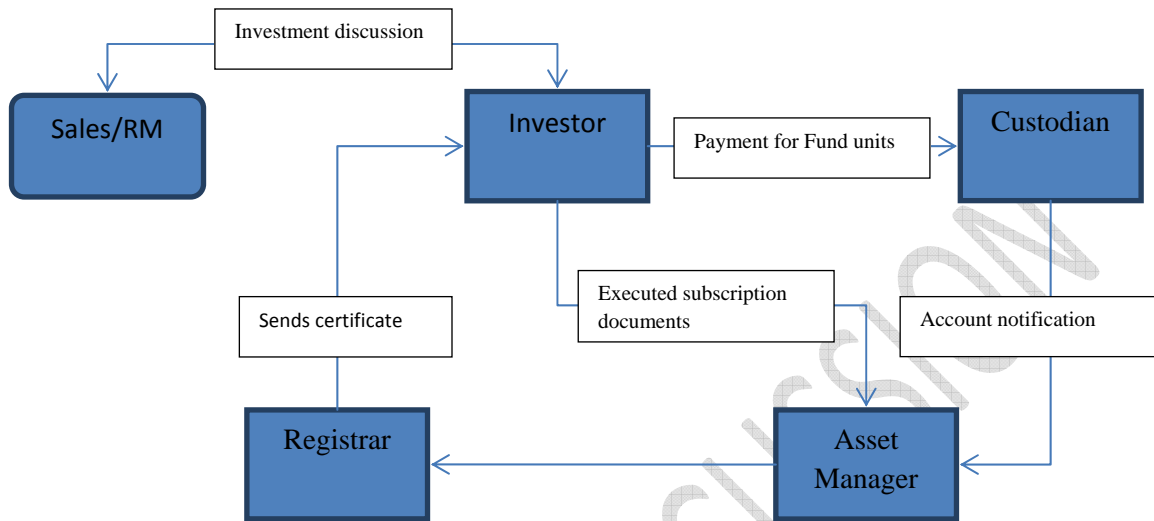 Investment discussion
Sales/RM
Investor
Payment for Fund units
Custodian
Sends certificate
Executed subscription
documents
Account notification
Registrar
Asset
Manager